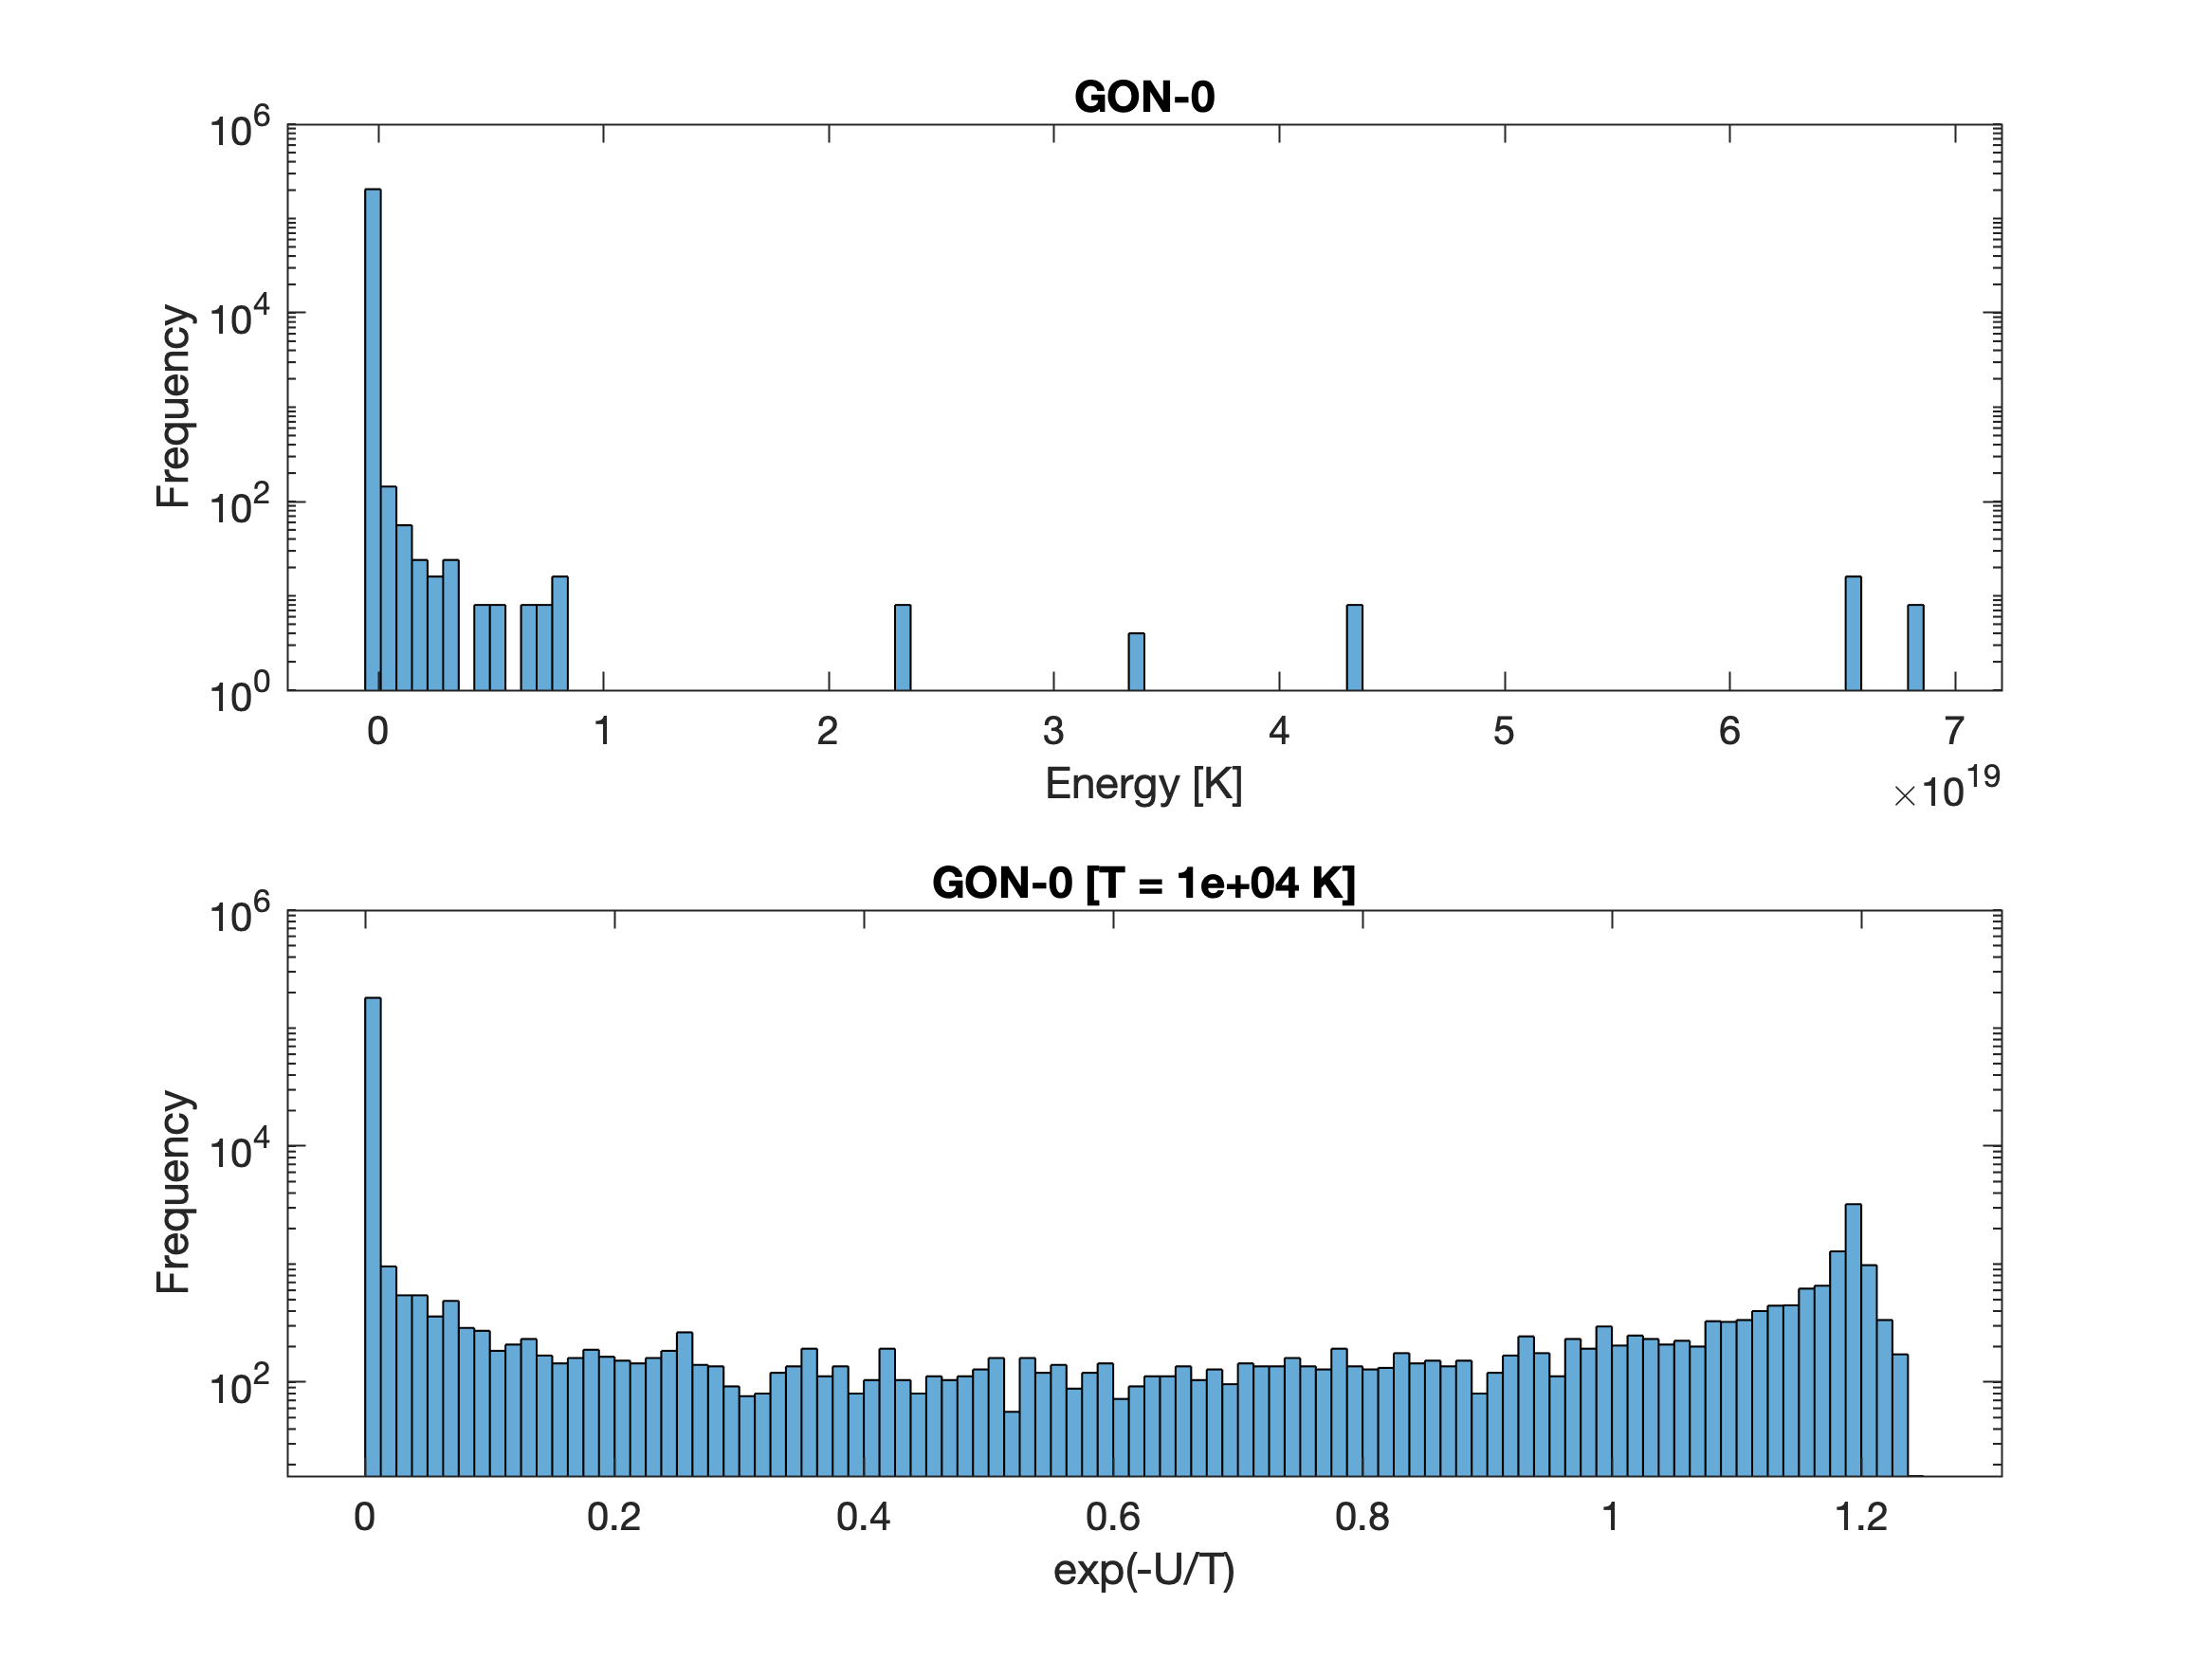 GON-0
10^6
10^4
10^2
10^0
Frequency
0 1 2 3 4 5 6 7
Energy [K]
×10^19
GON-0 [T = 1e+04 K]
10^6
10^4
10^2
Frequency
0 0.2 0.4 0.6 0.8 1 1.2
exp(-U/T)